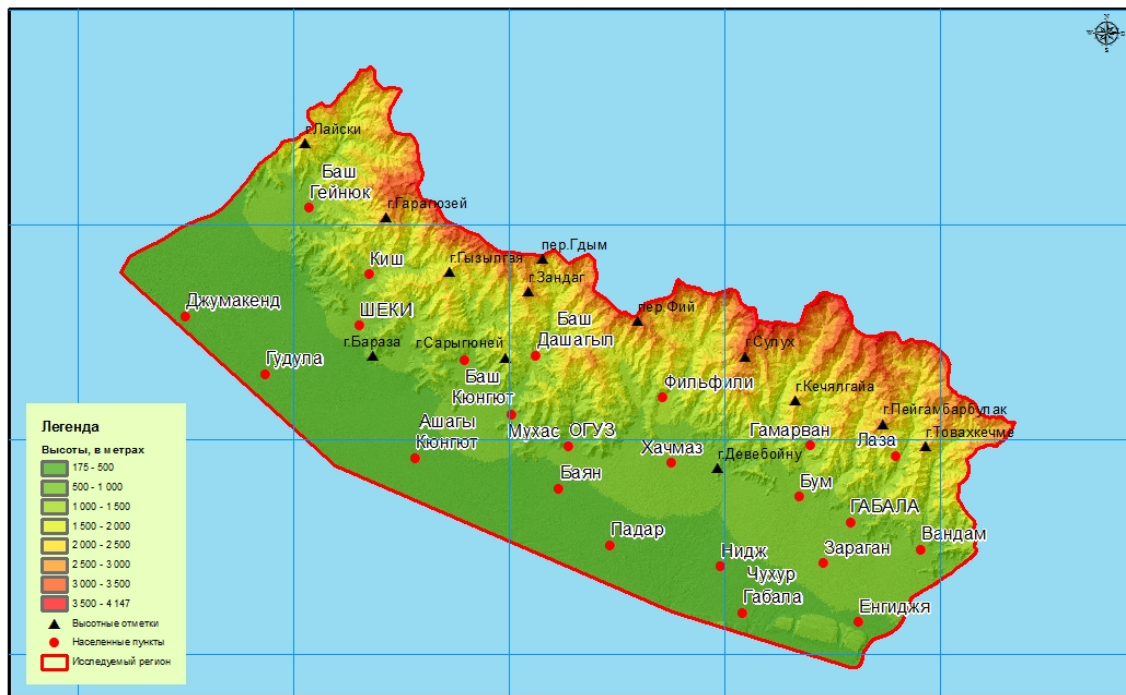 г.Лайски
Баш
Гейнюк
г.Гарагюзей
пер.Гдым
Киш
г.Гызылгая
г.Зандаг
Джумакенд
ШЕКИ
пер.Фий
г.Бараза
г.Сарыгюней
Баш
Дашагыл
г.Сулух
Гудула
Баш
Кюнгют
Фильфили
г.Кечялгайа
Ашагы
Кюнгют
Мухас
ОГУЗ
Хачмаз
Гамарван
г.Пейгамбарбулак
Лаза
г.Товахкечме
г.Девебойну
Баян
Бум
ГАБАЛА
Падар
Вандам
Нидж
Зараган
Чухур
Габала
Енгиджя
Легенда
Высоты, в метрах
175 - 500
500 - 1 000
1 000 - 1 500
1 500 - 2 000
2 000 - 2 500
2 500 - 3 000
3 000 - 3 500
3 500 - 4 147
Высотные отметки
Населенные пункты
Исследуемый регион